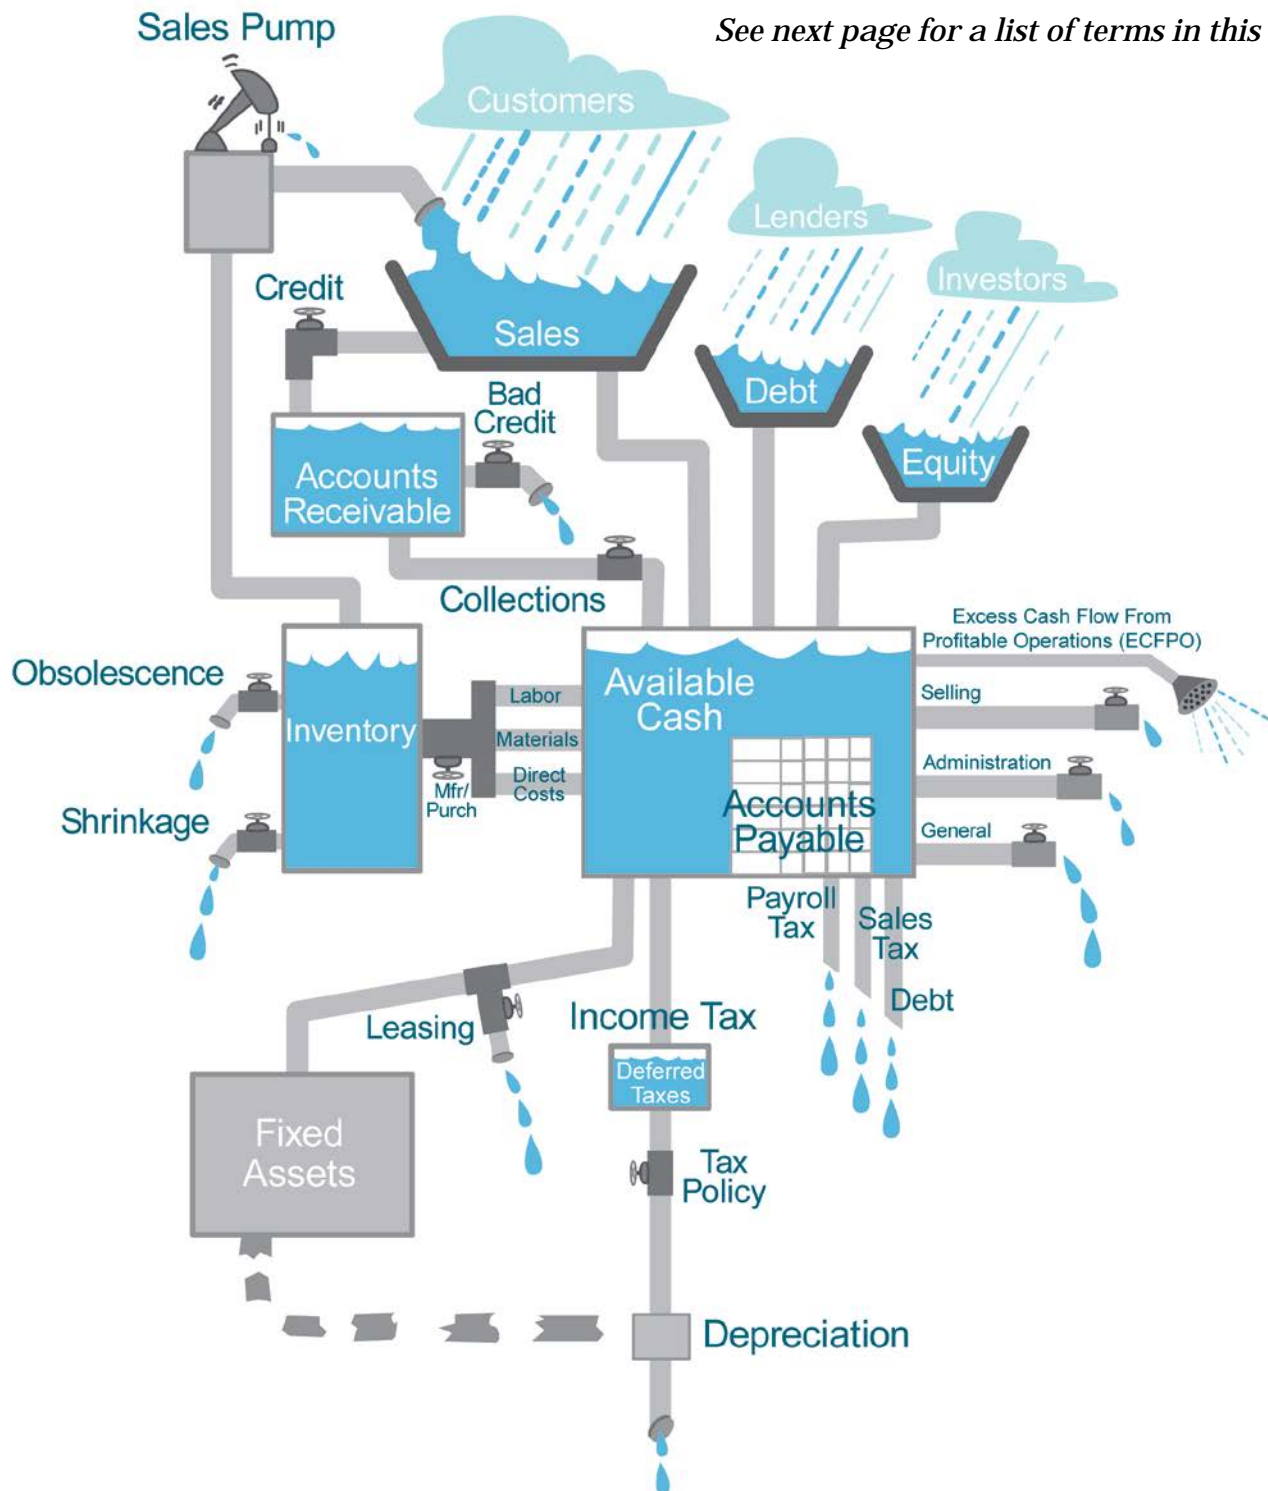 See next page for a list of terms in this
Sales Pump
Customers
Lenders
Investors
Credit
Sales
Debt
Bad
Credit
Equity
Accounts
Receivable
Collections
Excess Cash Flow From
Profitable Operations (ECFPO)
Obsolescence
Available
Cash
Labor
Selling
Inventory
Materials
Administration
Direct
Costs
Mfr/
Purch
Shrinkage
Accounts
Payable
General
Payroll
Tax
Sales
Tax
Debt
Leasing
Income Tax
Deferred
Taxes
Fixed
Assets
Tax
Policy
Depreciation